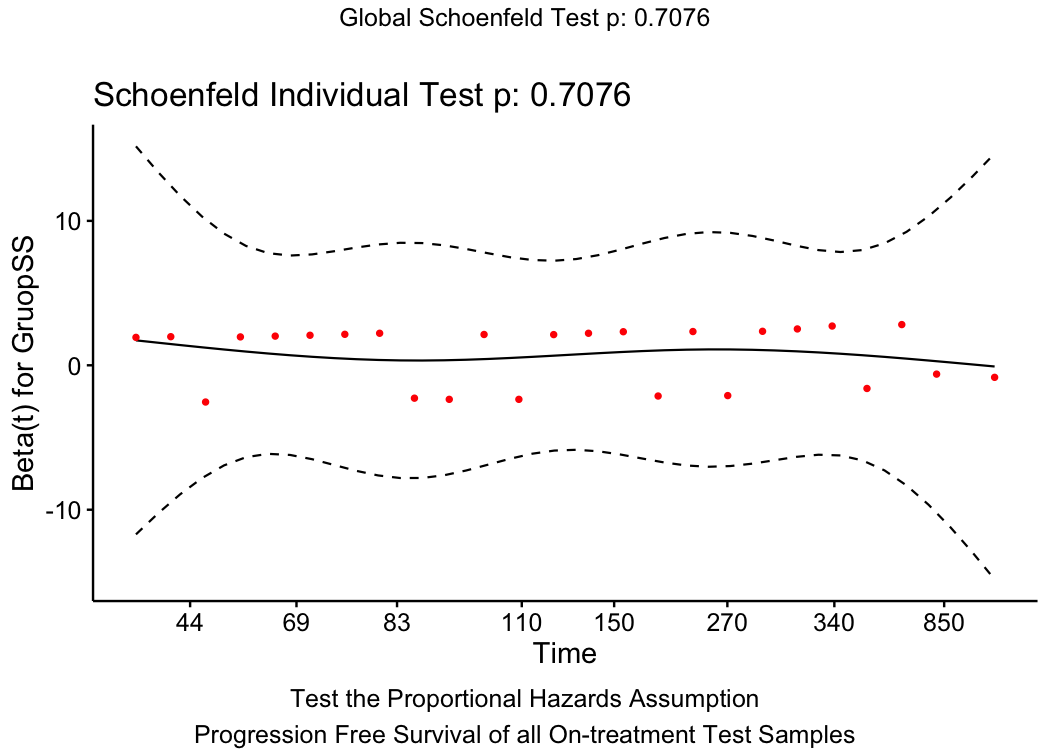 Global Schoenfeld Test p: 0.7076
Schoenfeld Individual Test p: 0.7076
Beta(t) for GruopSS
10
0
-10
44 69 83 110 150 270 340 850
Time
Test the Proportional Hazards Assumption
Progression Free Survival of all On-treatment Test Samples